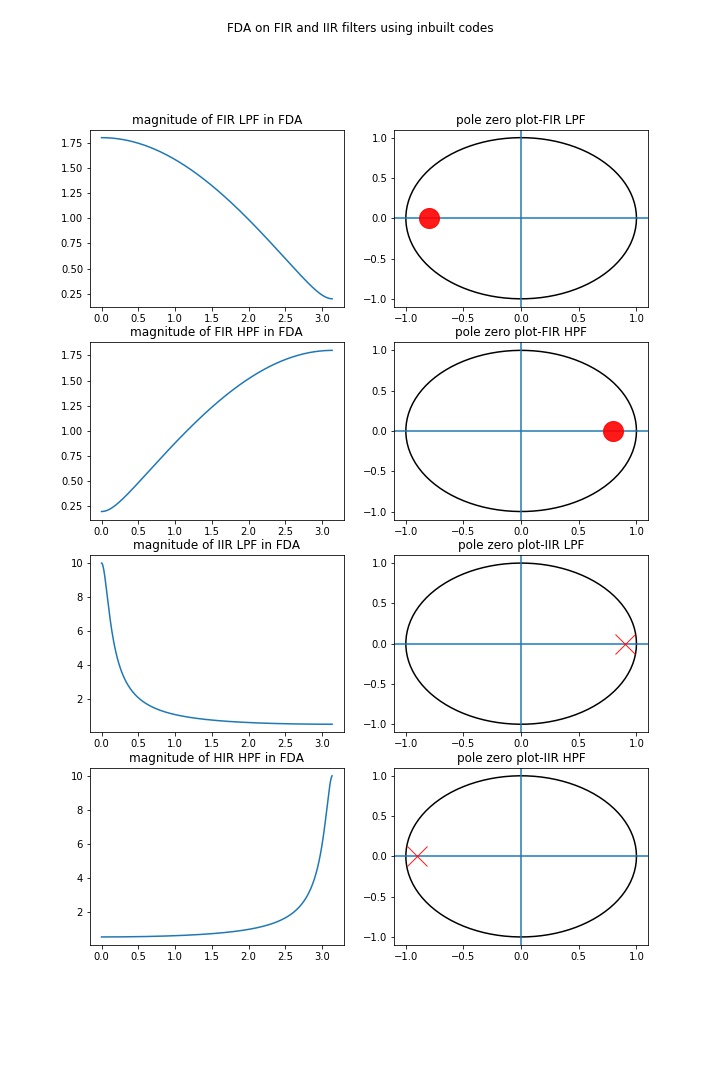 FDA on FIR and IIR filters using inbuilt codes
magnitude of FIR LPF in FDA
1.75
1.50
1.25
1.00
0.75
0.50
0.25
0.0 0.5 1.0 1.5 2.0 2.5 3.0
pole zero plot-FIR LPF
1.0
0.5
0.0
−0.5
−1.0
−1.0 −0.5 0.0 0.5 1.0
magnitude of FIR HPF in FDA
1.75
1.50
1.25
1.00
0.75
0.50
0.25
0.0 0.5 1.0 1.5 2.0 2.5 3.0
pole zero plot-FIR HPF
1.0
0.5
0.0
−0.5
−1.0
−1.0 −0.5 0.0 0.5 1.0
magnitude of IIR LPF in FDA
10
8
6
4
2
0.0 0.5 1.0 1.5 2.0 2.5 3.0
pole zero plot-IIR LPF
1.0
0.5
0.0
−0.5
−1.0
−1.0 −0.5 0.0 0.5 1.0
magnitude of HIR HPF in FDA
10
8
6
4
2
0.0 0.5 1.0 1.5 2.0 2.5 3.0
pole zero plot-IIR HPF
1.0
0.5
0.0
−0.5
−1.0
−1.0 −0.5 0.0 0.5 1.0